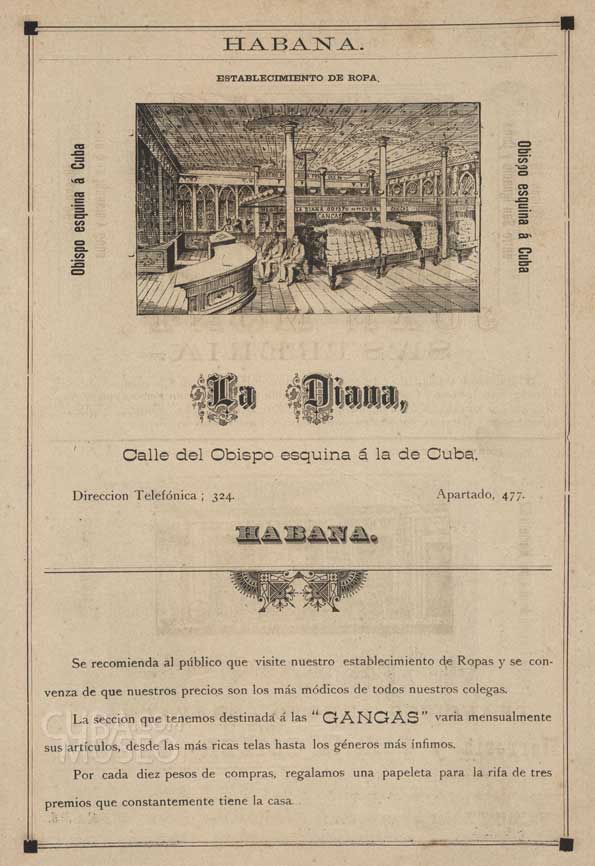 HABANA.
ESTABLECIMIENTO DE ROPA.
Obispo esquina á Cuba
Obispo esquina á Cuba
GANGAS
La Diana,
Calle del Obispo esquina á la de Cuba.
Direccion Telefónica ; 324. Apartado, 477.
HABANA.
Se recomienda al público que visite nuestro establecimiento de Ropas y se con-
venza de que nuestros precios son los más módicos de todos nuestros colegas.
La seccion que tenemos destinada á las "GANGAS" varia mensualmente
sus artículos, desde las más ricas telas hasta los géneros más ínfimos.
Por cada diez pesos de compras, regalamos una papeleta para la rifa de tres
premios que constantemente tiene la casa...
CUBA
MUSEO